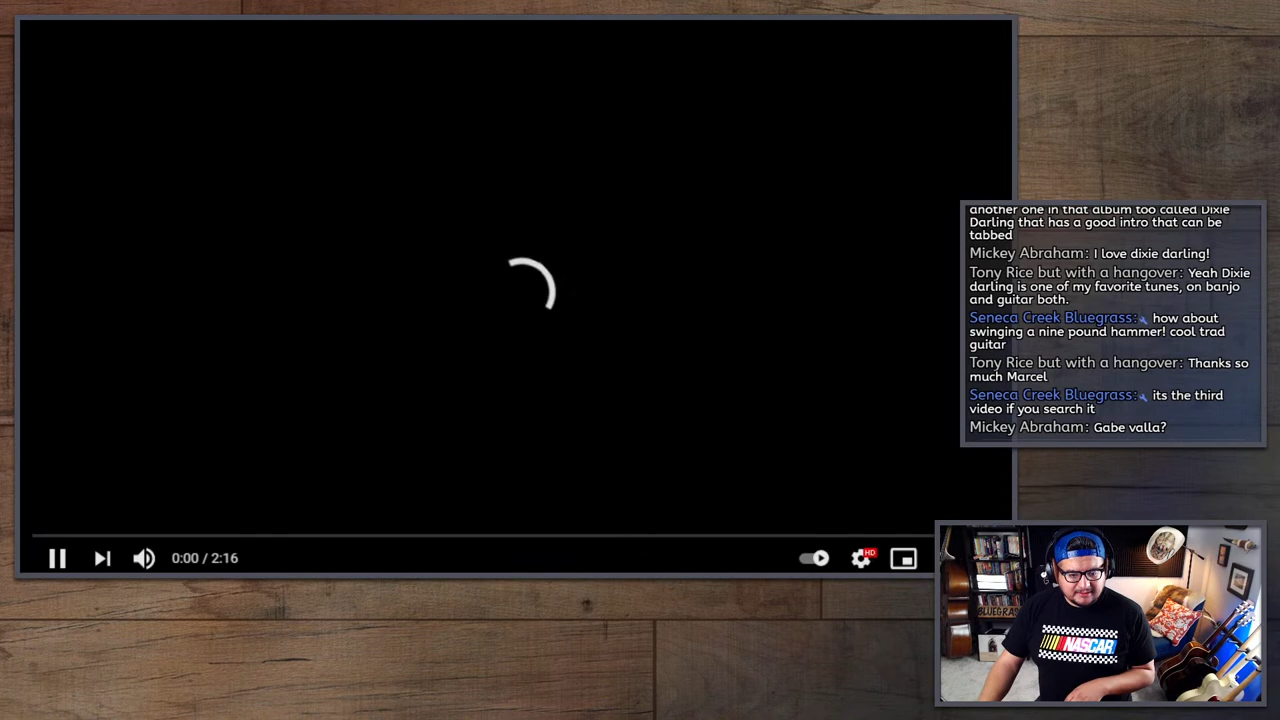 another one in that album too called Dixie
Darling that has a good intro that can be
tabbed
Mickey Abraham: I love dixie darling!
Tony Rice but with a hangover: Yeah Dixie
darling is one of my favorite tunes, on banjo
and guitar both.
Seneca Creek Bluegrass: how about
swinging a nine pound hammer! cool trad
guitar
Tony Rice but with a hangover: Thanks so
much Marcel
Seneca Creek Bluegrass: its the third
video if you search it
Mickey Abraham: Gabe valla?
0:00 / 2:16
HD
BLUEGRAS
NASCAR